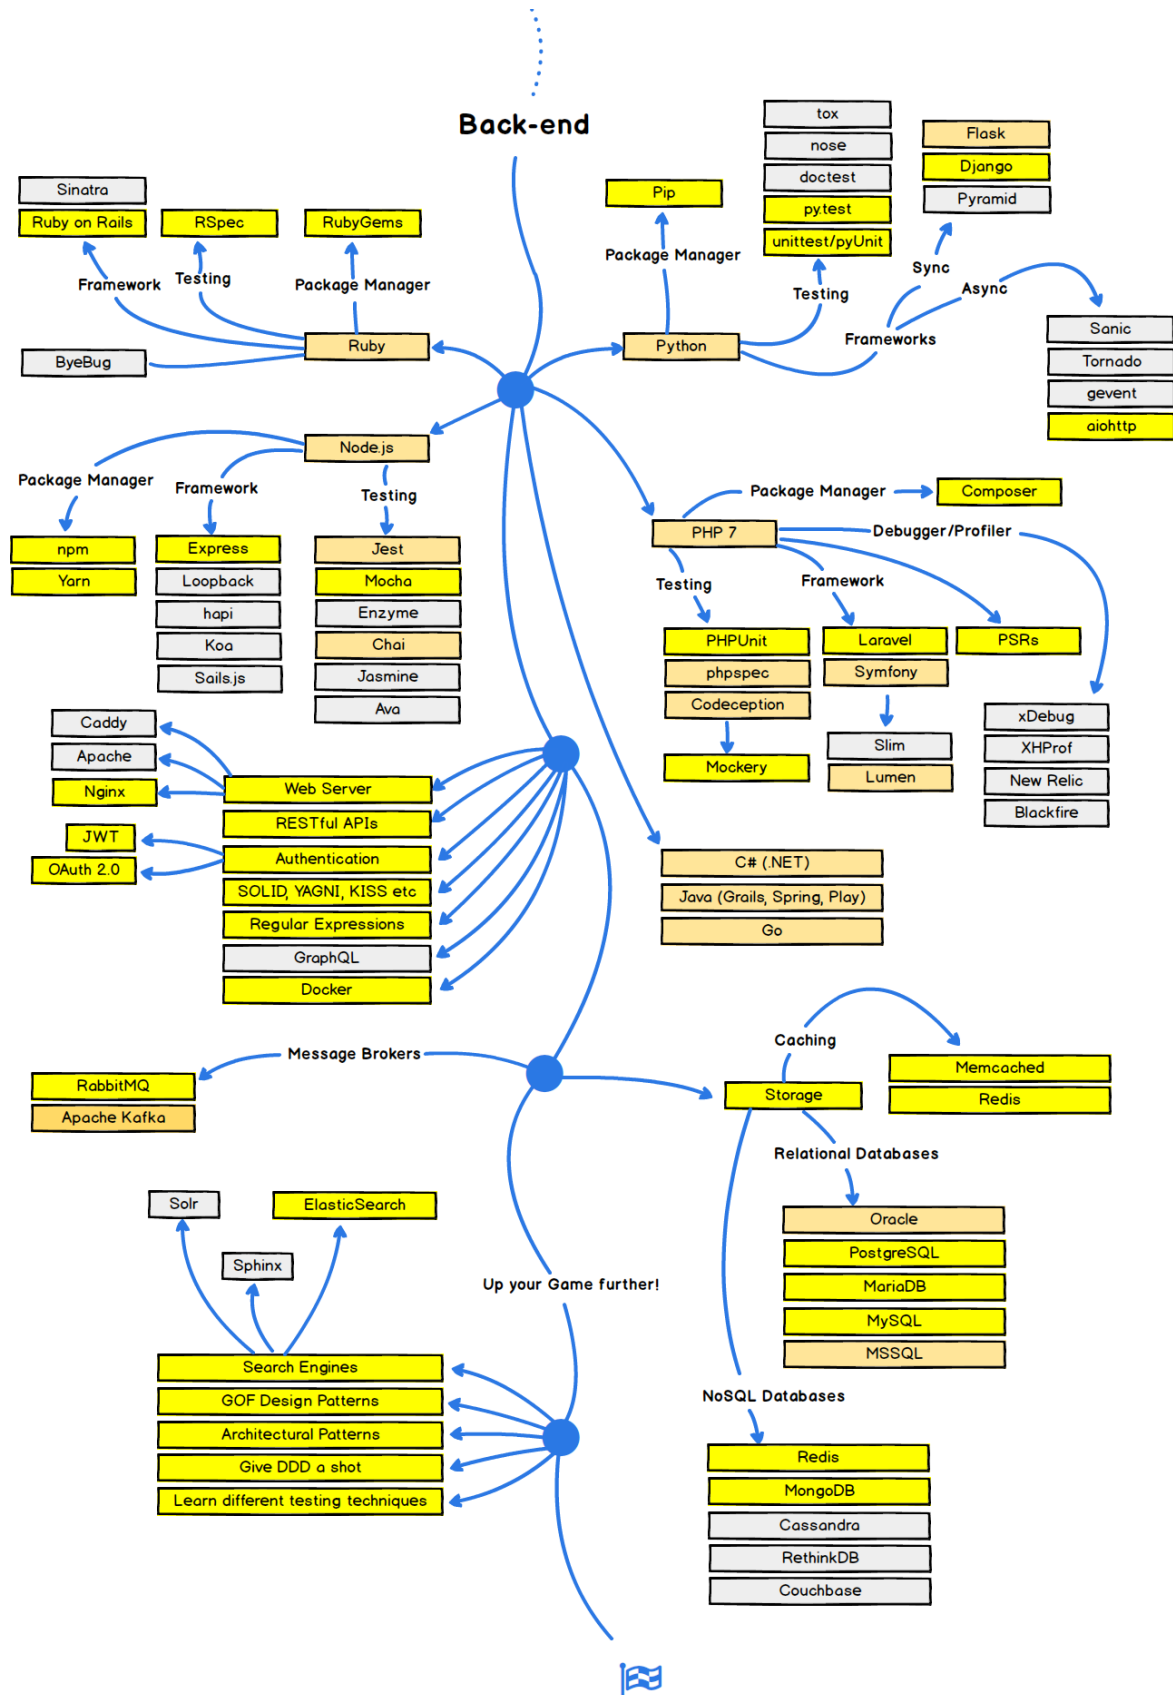 Back-end
tox
nose
doctest
py.test
unittest/pyUnit
Flask
Django
Pyramid
Pip
Package Manager
Testing
Sync
Async
Frameworks
Sanic
Tornado
gevent
aiohttp
Python
Sinatra
Ruby on Rails
RSpec
RubyGems
Framework
Testing
Package Manager
Ruby
ByeBug
Node.js
Package Manager
Framework
Testing
npm
Yarn
Express
Loopback
hapi
Koa
Sails.js
Jest
Mocha
Enzyme
Chai
Jasmine
Ava
Package Manager
Composer
PHP 7
Debugger/Profiler
Testing
Framework
PHPUnit
phpspec
Codeception
Mockery
Laravel
Symfony
Slim
Lumen
PSRs
xDebug
XHProf
New Relic
Blackfire
Caddy
Apache
Nginx
JWT
OAuth 2.0
Web Server
RESTful APIs
Authentication
SOLID, YAGNI, KISS etc
Regular Expressions
GraphQL
Docker
C# (.NET)
Java (Grails, Spring, Play)
Go
Message Brokers
RabbitMQ
Apache Kafka
Caching
Memcached
Redis
Storage
Relational Databases
Oracle
PostgreSQL
MariaDB
MySQL
MSSQL
NoSQL Databases
Redis
MongoDB
Cassandra
RethinkDB
Couchbase
Up your Game further!
Solr
Sphinx
ElasticSearch
Search Engines
GOF Design Patterns
Architectural Patterns
Give DDD a shot
Learn different testing techniques